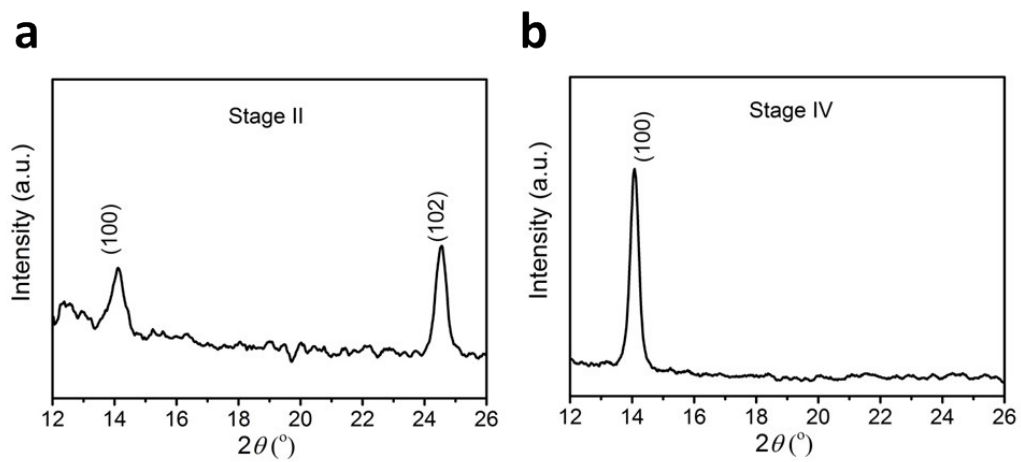 a
Stage II
(100)
(102)
Intensity (a.u.)
12 14 16 18 20 22 24 26
2θ (°)
b
Stage IV
(100)
Intensity (a.u.)
12 14 16 18 20 22 24 26
2θ (°)